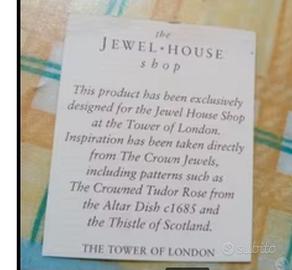 the
JEWEL • HOUSE
shop
This product has been exclusively
designed for the Jewel House Shop
at the Tower of London.
Inspiration has been taken directly
from The Crown Jewels,
including patterns such as
The Crowned Tudor Rose from
the Altar Dish c1685 and
the Thistle of Scotland.
THE TOWER OF LONDON
subito